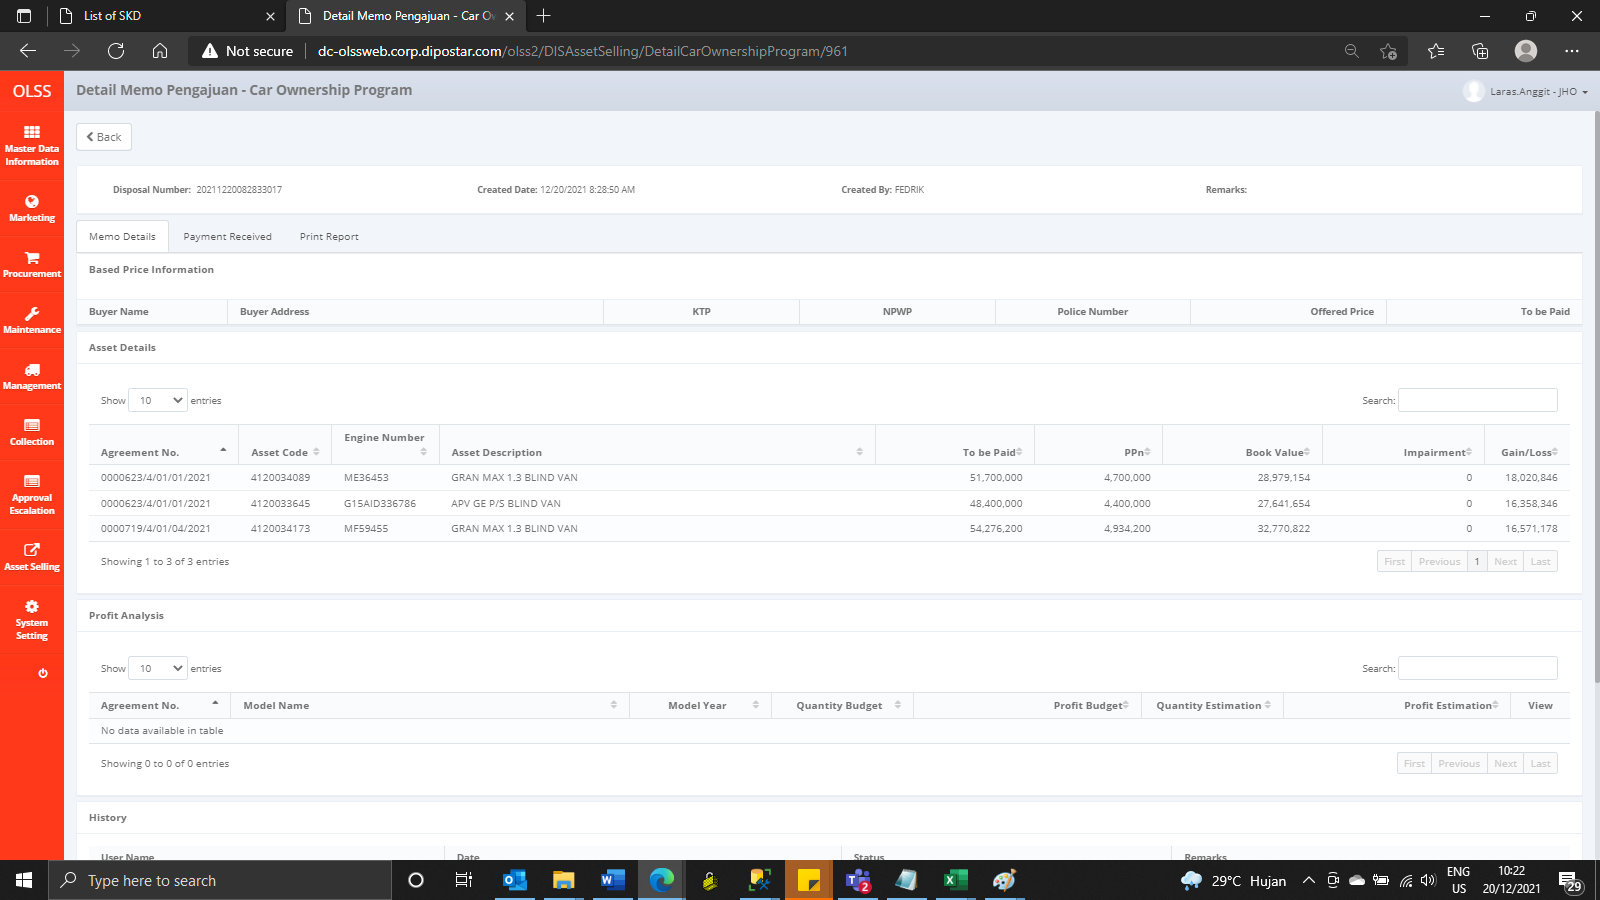 List of SKD
Detail Memo Pengajuan - Car Ov
Not secure
dc-olssweb.corp.dipostar.com/olss2/DISAssetSelling/DetailCarOwnershipProgram/961
OLSS
Detail Memo Pengajuan - Car Ownership Program
Laras.Anggit - JHO
Master Data
Information
Marketing
Procurement
Maintenance
Management
Collection
Approval
Escalation
Asset Selling
System
Setting
Back
Disposal Number: 20211220082833017
Created Date: 12/20/2021 8:28:50 AM
Created By: FEDRIK
Remarks:
Memo Details
Payment Received
Print Report
Based Price Information
Buyer Name
Buyer Address
KTP
NPWP
Police Number
Offered Price
To be Paid
Asset Details
Show 10 entries
Search:
Agreement No.
Asset Code
Engine Number
Asset Description
To be Paid
PPn
Book Value
Impairment
Gain/Loss
0000623/4/01/01/2021 4120034089 ME36453 GRAN MAX 1.3 BLIND VAN 51,700,000 4,700,000 28,979,154 0 18,020,846
0000623/4/01/01/2021 4120033645 G15AID336786 APV GE P/S BLIND VAN 48,400,000 4,400,000 27,641,654 0 16,358,346
0000719/4/01/04/2021 4120034173 MF59455 GRAN MAX 1.3 BLIND VAN 54,276,200 4,934,200 32,770,822 0 16,571,178
Showing 1 to 3 of 3 entries
First Previous 1 Next Last
Profit Analysis
Show 10 entries
Search:
Agreement No.
Model Name
Model Year
Quantity Budget
Profit Budget
Quantity Estimation
Profit Estimation
View
No data available in table
Showing 0 to 0 of 0 entries
First Previous Next Last
History
User Name
Date
Status
Remarks
Type here to search
2
29°C Hujan
ENG
US
10:22
20/12/2021
29